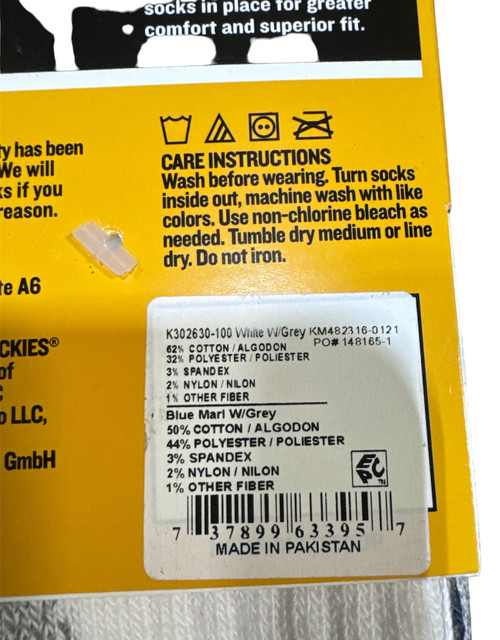 socks in place for greater
comfort and superior fit.
ty has been
We will
ks if you
reason.
te A6
CKIES®
of
C
o LLC,
GmbH
CARE INSTRUCTIONS
Wash before wearing. Turn socks
inside out, machine wash with like
colors. Use non-chlorine bleach as
needed. Tumble dry medium or line
dry. Do not iron.
K302630-100 White W/Grey KM482316-0121
PO# 148165-1
62% COTTON / ALGODON
32% POLYESTER / POLIESTER
3% SPANDEX
2% NYLON / NILON
1% OTHER FIBER
Blue Marl W/Grey
50% COTTON / ALGODON
44% POLYESTER / POLIESTER
3% SPANDEX
2% NYLON / NILON
1% OTHER FIBER
EPC™
7 37899 63395 7
MADE IN PAKISTAN